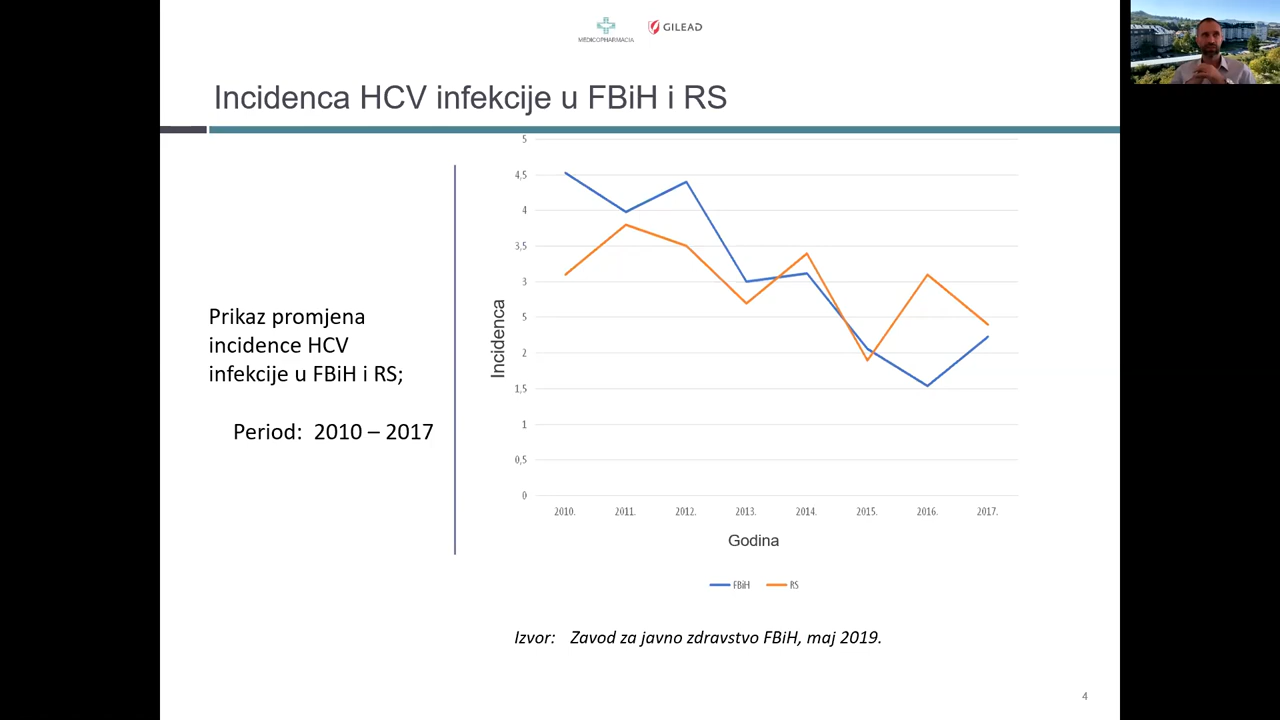 MEDICOPHARMACIA
GILEAD
Incidenca HCV infekcije u FBiH i RS
Prikaz promjena
incidence HCV
infekcije u FBiH i RS;
Period: 2010 – 2017
Incidenca
5
4,5
4
3,5
3
5
2
1,5
1
0,5
0
2010. 2011. 2012. 2013. 2014. 2015. 2016. 2017.
Godina
FBiH RS
Izvor: Zavod za javno zdravstvo FBiH, maj 2019.
4